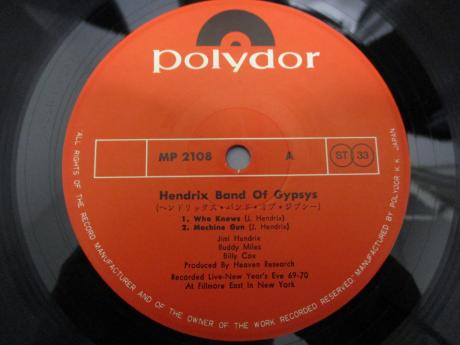 polydor
MP 2108 A ST 33
Hendrix Band Of Gypsys
(ヘンドリックス・バンド・オブ・ジプシー)
1. Who Knows (J. Hendrix)
2. Machine Gun (J. Hendrix)
Jimi Hendrix
Buddy Miles
Billy Cox
Produced By Heaven Research
Recorded Live-New Year's Eve 69-70
At Fillmore East In New York
ALL RIGHTS OF THE RECORD MANUFACTURER AND OF THE OWNER OF THE WORK RECORDED RESERVED. MANUFACTURED BY POLYDOR K.K. JAPAN